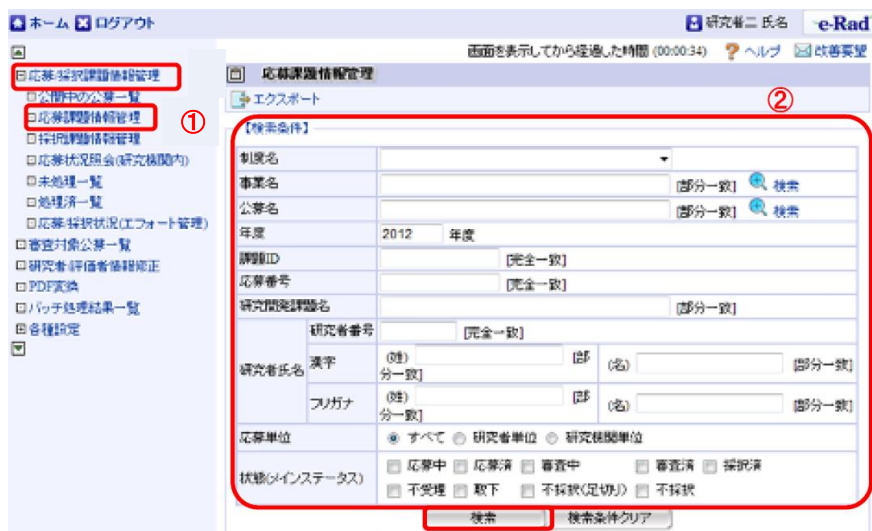 ホーム ログアウト 研究者二 氏名 e-Rad
画面を表示してから経過した時間 (00:00:34) ヘルプ 改善要望
応募/採択課題情報管理
公開中の公募一覧
応募課題情報管理
採択課題情報管理
応募状況照会(研究機関内)
未処理一覧
処理済一覧
応募/採択状況(エフォート管理)
審査対象公募一覧
研究者/評価者情報修正
PDF変換
バッチ処理結果一覧
各種設定
①
応募課題情報管理
エクスポート
②
【検索条件】
制度名
事業名 [部分一致] 検索
公募名 [部分一致] 検索
年度 2012 年度
課題ID [完全一致]
応募番号 [完全一致]
研究開発課題名 [部分一致]
研究者氏名
研究者番号 [完全一致]
漢字 (姓) [部分一致] (名) [部分一致]
フリガナ (姓) [部分一致] (名) [部分一致]
応募単位 すべて 研究者単位 研究機関単位
状態(メインステータス)
応募中 応募済 審査中 審査済 採択済
不受理 取下 不採択(足切り) 不採択
検索 検索条件クリア